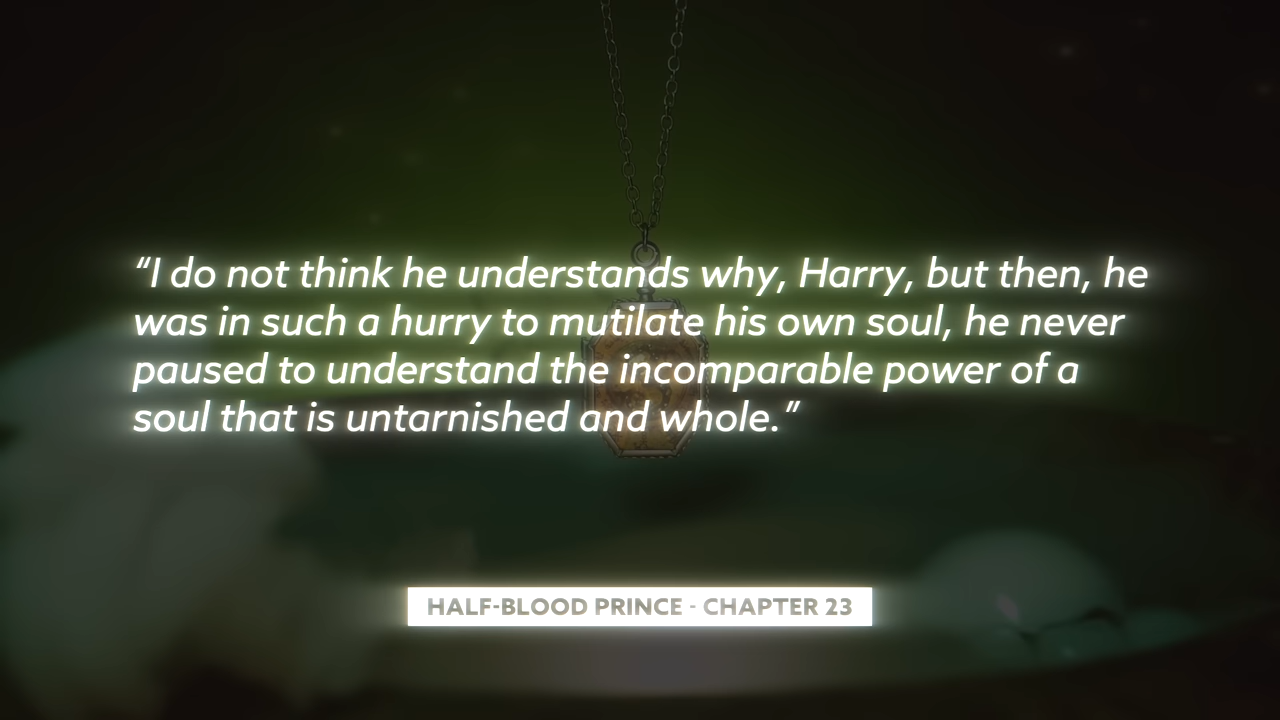 “I do not think he understands why, Harry, but then, he
was in such a hurry to mutilate his own soul, he never
paused to understand the incomparable power of a
soul that is untarnished and whole.”
HALF-BLOOD PRINCE - CHAPTER 23